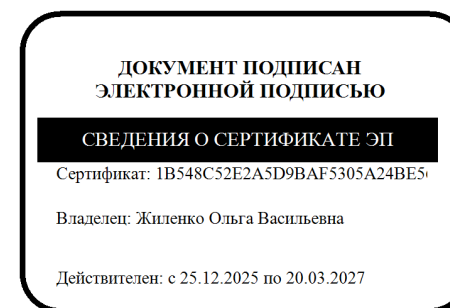 ДОКУМЕНТ ПОДПИСАН
ЭЛЕКТРОННОЙ ПОДПИСЬЮ
СВЕДЕНИЯ О СЕРТИФИКАТЕ ЭП
Сертификат: 1B548C52E2A5D9BAF5305A24BE5
Владелец: Жиленко Ольга Васильевна
Действителен: с 25.12.2025 по 20.03.2027